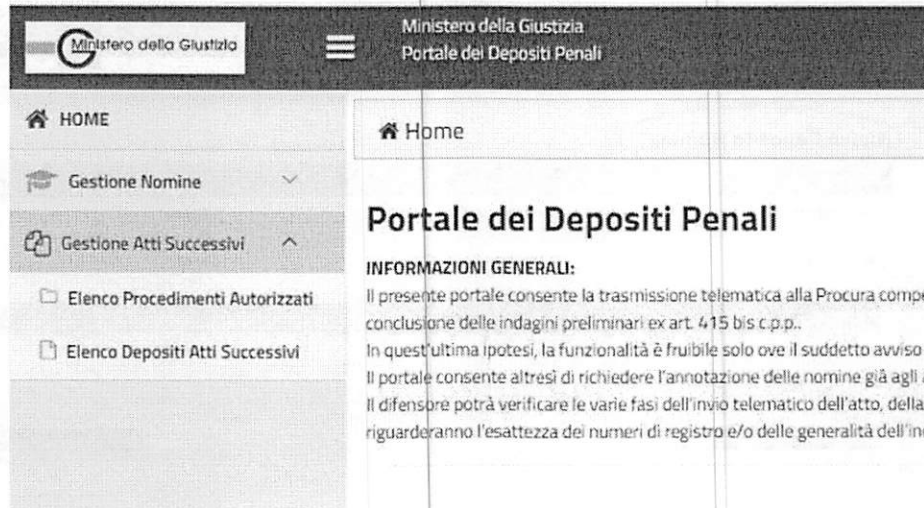 Ministero della Giustizia
Ministero della Giustizia
Portale dei Depositi Penali
HOME
Gestione Nomine
Gestione Atti Successivi
Elenco Procedimenti Autorizzati
Elenco Depositi Atti Successivi
Home
Portale dei Depositi Penali
INFORMAZIONI GENERALI:
Il presente portale consente la trasmissione telematica alla Procura compe
conclusione delle indagini preliminari ex art. 415 bis c.p.p..
In quest'ultima ipotesi, la funzionalità è fruibile solo ove il suddetto avviso
Il portale consente altresì di richiedere l'annotazione delle nomine già agli
Il difensore potrà verificare le varie fasi dell'invio telematico dell'atto, della
riguarderanno l'esattezza dei numeri di registro e/o delle generalità dell'in